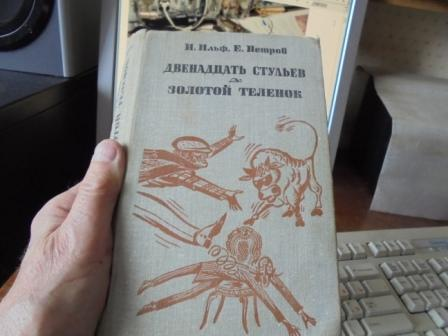 И. Ильф, Е. Петров
ДВЕНАДЦАТЬ СТУЛЬЕВ
ЗОЛОТОЙ ТЕЛЕНОК